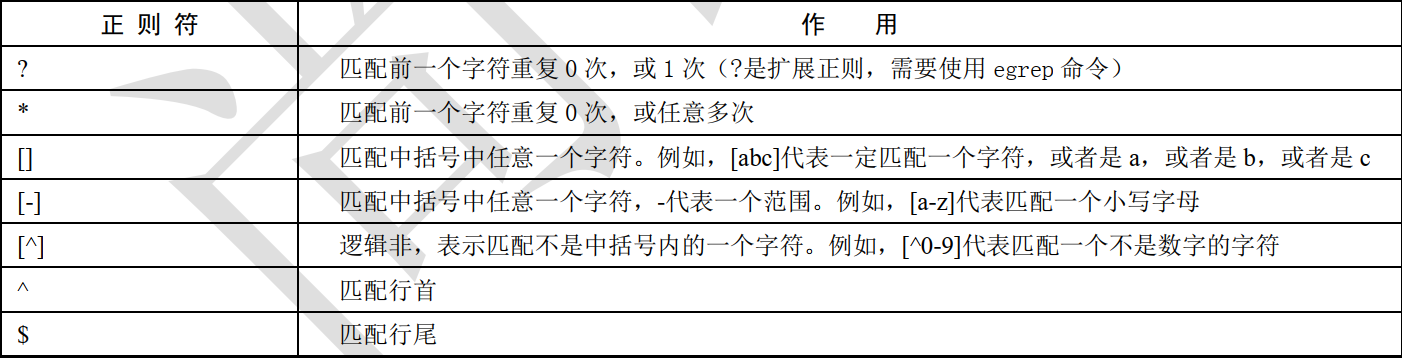 正 则 符 作 用
? 匹配前一个字符重复 0 次，或 1 次（?是扩展正则，需要使用 egrep 命令）
* 匹配前一个字符重复 0 次，或任意多次
[] 匹配中括号中任意一个字符。例如，[abc]代表一定匹配一个字符，或者是 a，或者是 b，或者是 c
[-] 匹配中括号中任意一个字符，-代表一个范围。例如，[a-z]代表匹配一个小写字母
[^] 逻辑非，表示匹配不是中括号内的一个字符。例如，[^0-9]代表匹配一个不是数字的字符
^ 匹配行首
$ 匹配行尾